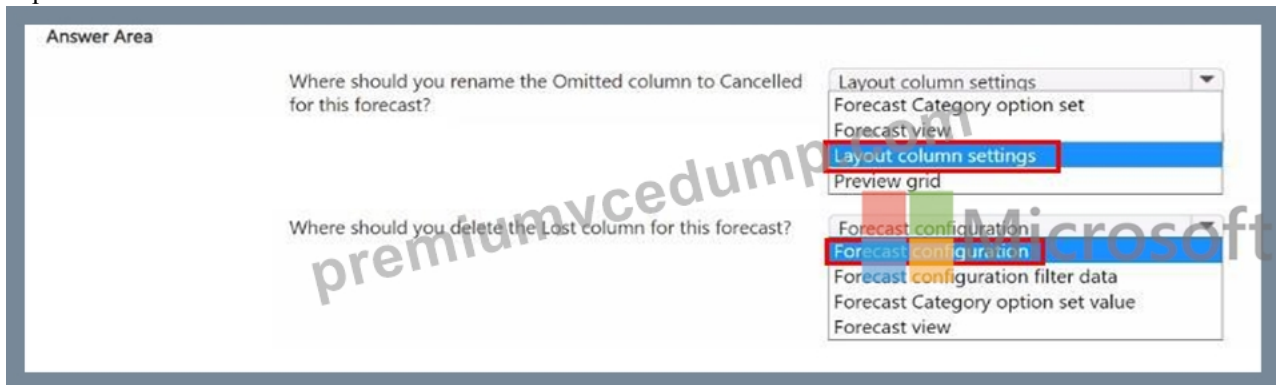 Answer Area
Where should you rename the Omitted column to Cancelled
for this forecast?
Layout column settings
Forecast Category option set
Forecast view
Layout column settings
Preview grid
Where should you delete the Lost column for this forecast?
Forecast configuration
Forecast configuration
Forecast configuration filter data
Forecast Category option set value
Forecast view
premiumvcedump.com
Microsoft